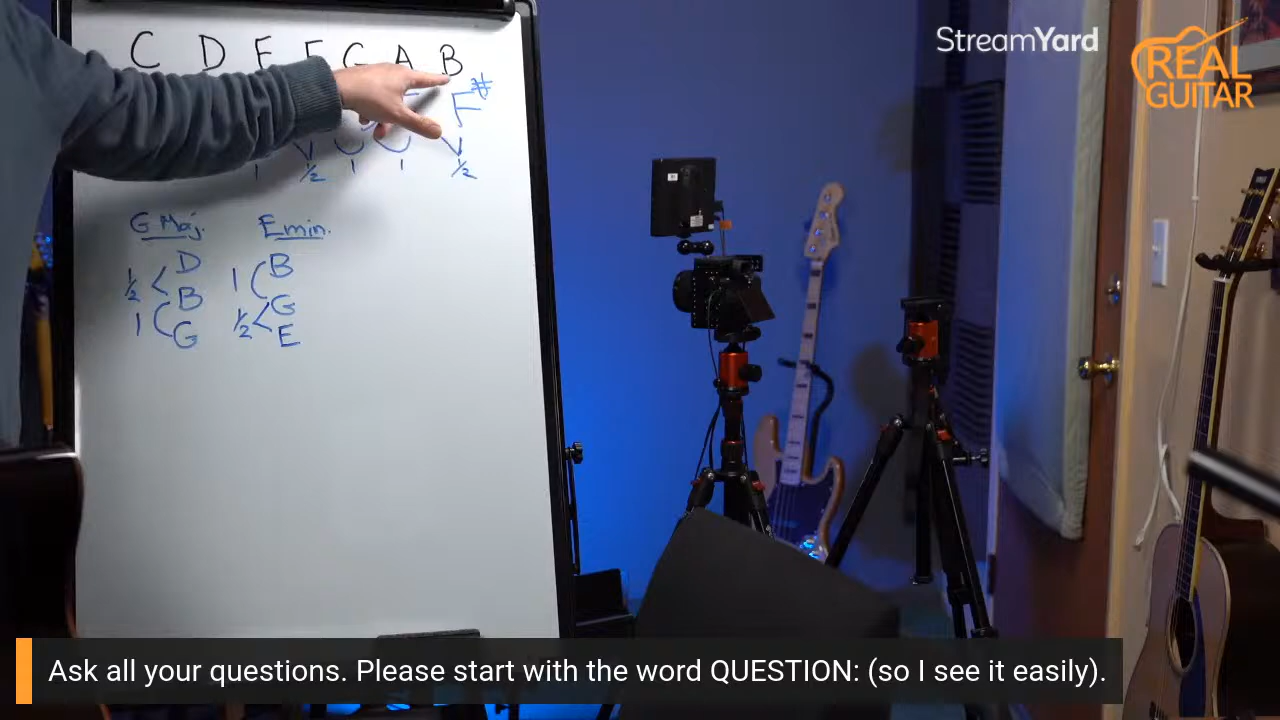 StreamYard
REAL
GUITAR
C D E F G A B
F#
1 1/2 1 1 1/2
G Maj. E min.
D B
1/2 1
B G
1 1/2
G E
Ask all your questions. Please start with the word QUESTION: (so I see it easily).